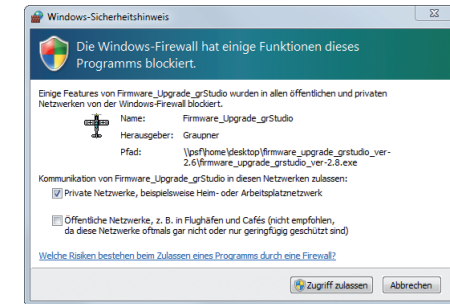 Windows-Sicherheitshinweis
Die Windows-Firewall hat einige Funktionen dieses
Programms blockiert.
Einige Features von Firmware_Upgrade_grStudio wurden in allen öffentlichen und privaten
Netzwerken von der Windows-Firewall blockiert.
Name: Firmware_Upgrade_grStudio
Herausgeber: Graupner
Pfad: \\psf\home\desktop\firmware_upgrade_grstudio_ver-
2.6\firmware_upgrade_grstudio_ver-2.8.exe
Kommunikation von Firmware_Upgrade_grStudio in diesen Netzwerken zulassen:
Private Netzwerke, beispielsweise Heim- oder Arbeitsplatznetzwerk
Öffentliche Netzwerke, z. B. in Flughäfen und Cafés (nicht empfohlen,
da diese Netzwerke oftmals gar nicht oder nur geringfügig geschützt sind)
Welche Risiken bestehen beim Zulassen eines Programms durch eine Firewall?
Zugriff zulassen Abbrechen